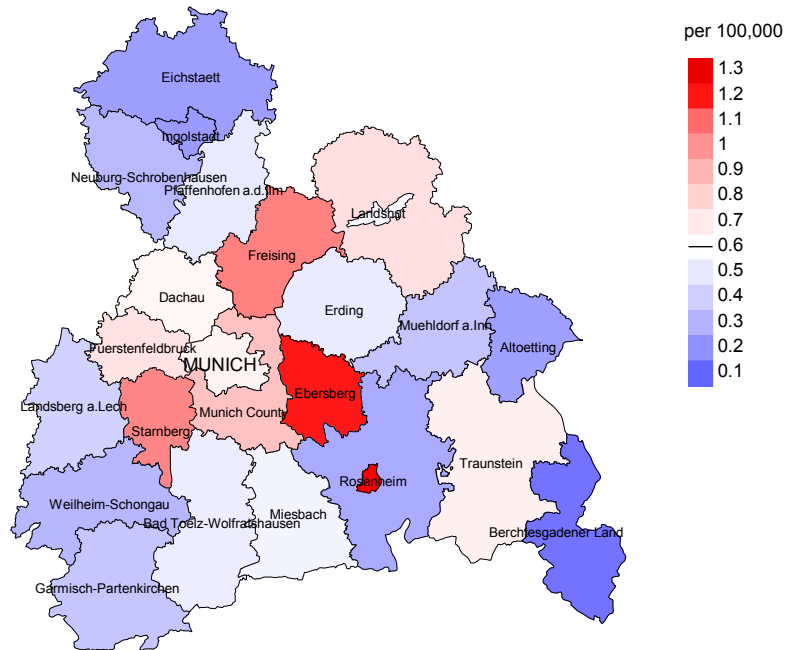 per 100,000
1.3
1.2
1.1
1
0.9
0.8
0.7
0.6
0.5
0.4
0.3
0.2
0.1
Eichstaett
Ingolstadt
Neuburg-Schrobenhausen
Pfaffenhofen a.d.Ilm
Landshut
Freising
Dachau
Erding
Muehldorf a.Inn
Altoetting
Fuerstenfeldbruck
MUNICH
Ebersberg
Landsberg a.Lech
Munich County
Starnberg
Traunstein
Rosenheim
Weilheim-Schongau
Miesbach
Bad Toelz-Wolfratshausen
Berchtesgadener Land
Garmisch-Partenkirchen